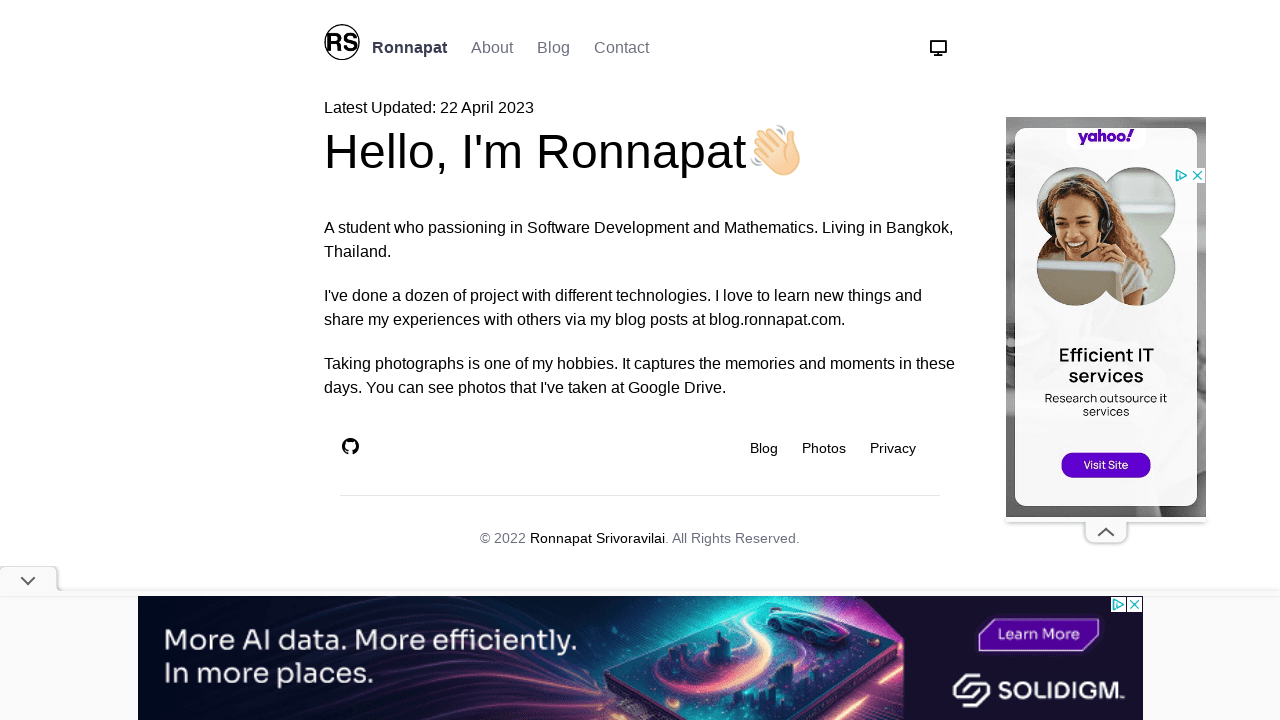 RS
Ronnapat About Blog Contact
Latest Updated: 22 April 2023
Hello, I'm Ronnapat👋🏻
A student who passioning in Software Development and Mathematics. Living in Bangkok,
Thailand.
I've done a dozen of project with different technologies. I love to learn new things and
share my experiences with others via my blog posts at blog.ronnapat.com.
Taking photographs is one of my hobbies. It captures the memories and moments in these
days. You can see photos that I've taken at Google Drive.
Blog Photos Privacy
© 2022 Ronnapat Srivoravilai. All Rights Reserved.
yahoo!
Efficient IT
services
Research outsource it
services
Visit Site
More AI data. More efficiently.
In more places.
Learn More
SOLIDIGM™